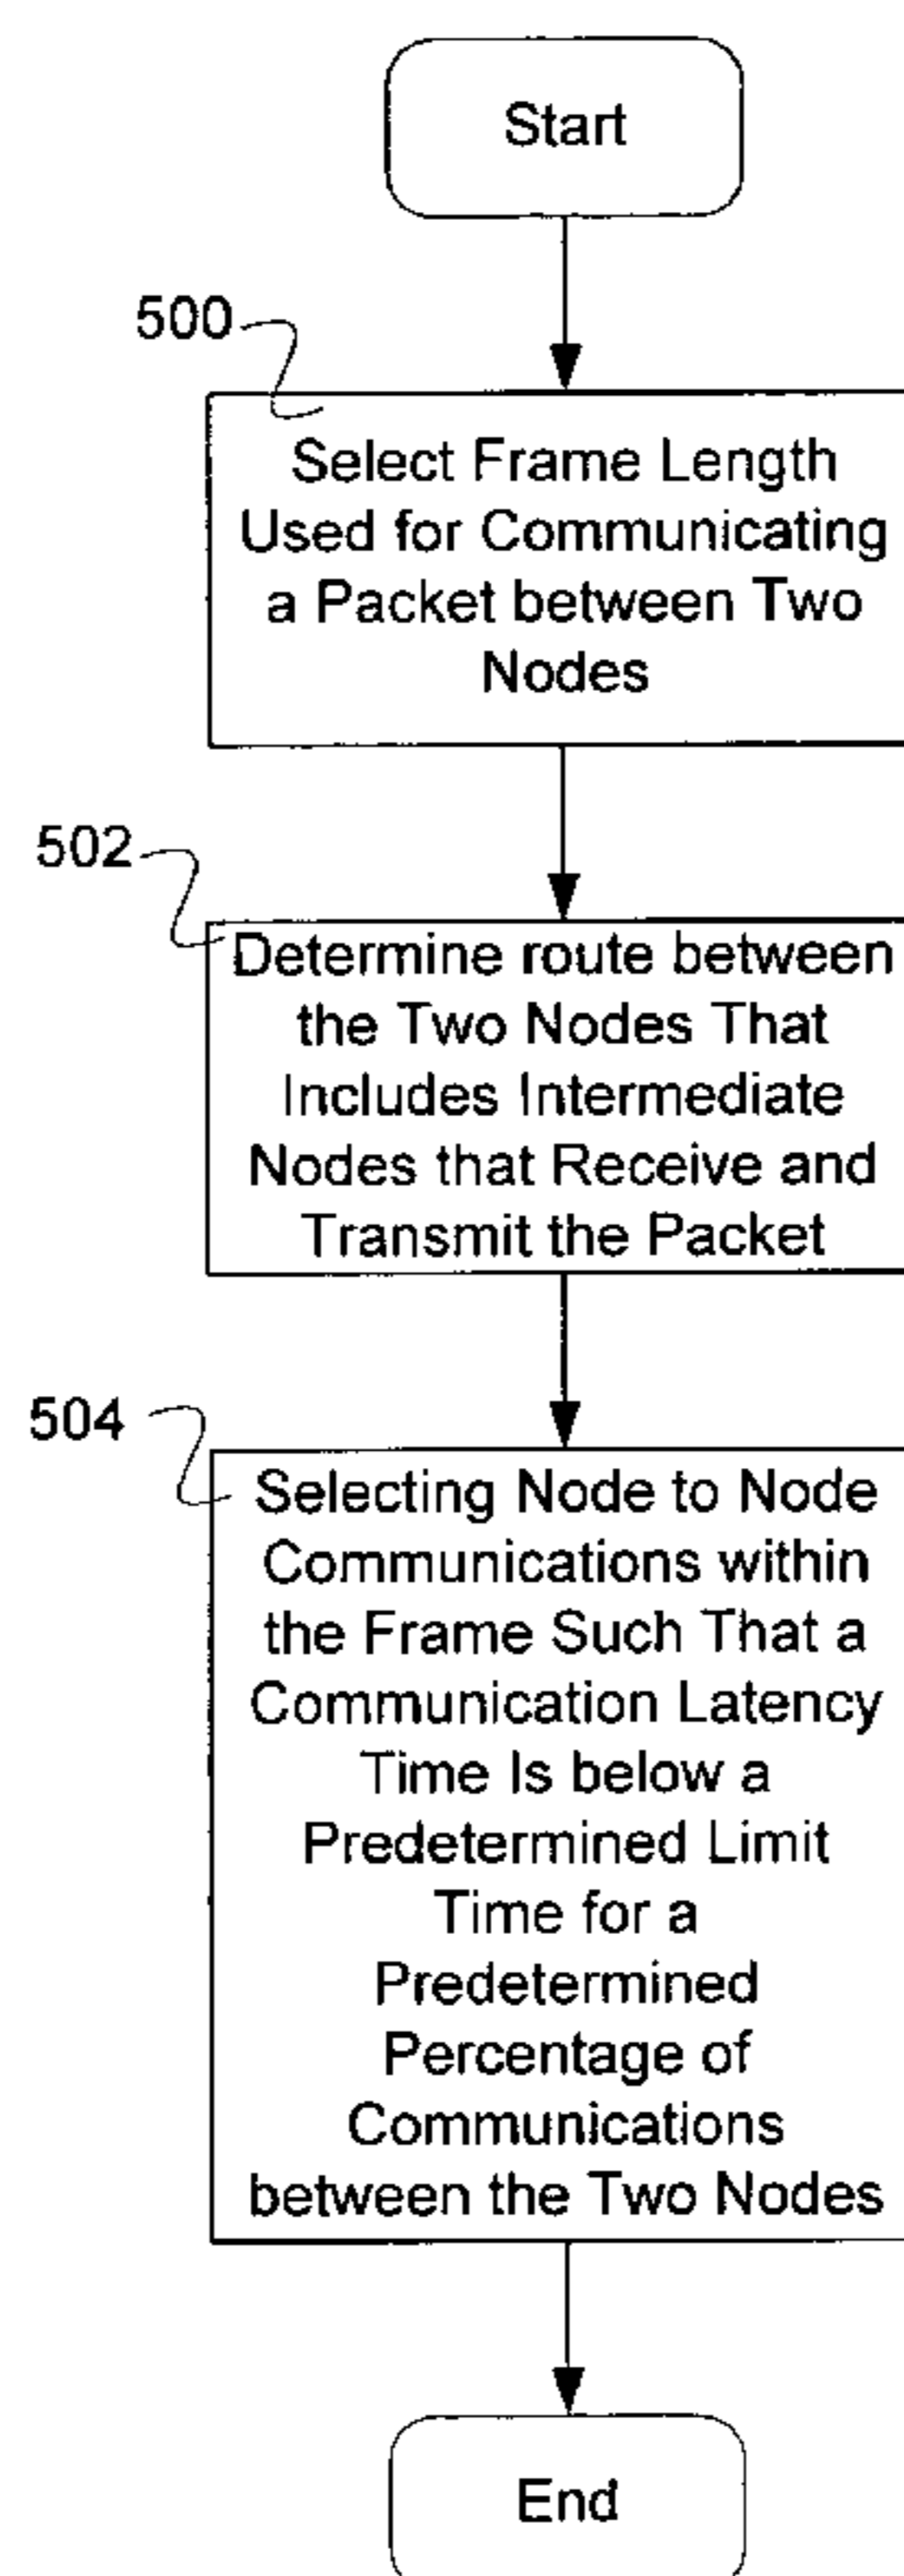 Start
500
Select Frame Length
Used for Communicating
a Packet between Two
Nodes
502
Determine route between
the Two Nodes That
Includes Intermediate
Nodes that Receive and
Transmit the Packet
504
Selecting Node to Node
Communications within
the Frame Such That a
Communication Latency
Time Is below a
Predetermined Limit
Time for a
Predetermined
Percentage of
Communications
between the Two Nodes
End